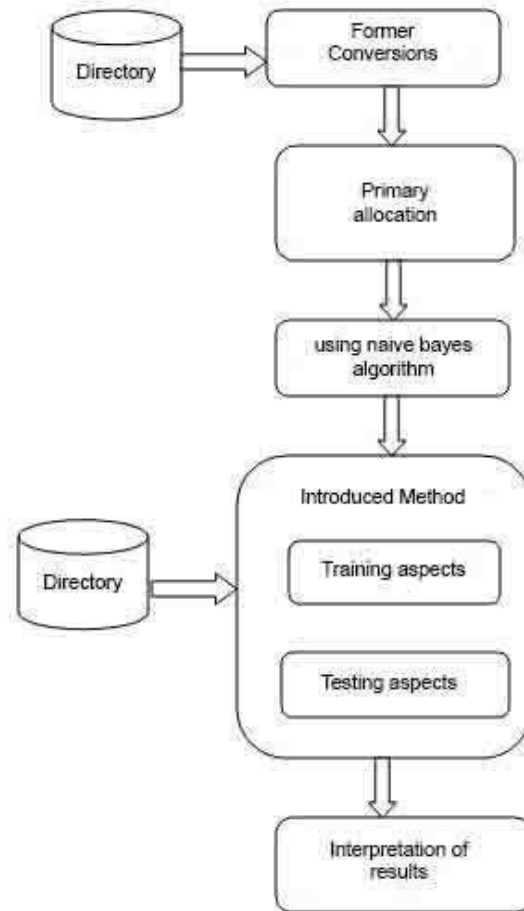 Directory
Former
Conversions
Primary
allocation
using naive bayes
algorithm
Introduced Method
Training aspects
Directory
Testing aspects
Interpretation of
results